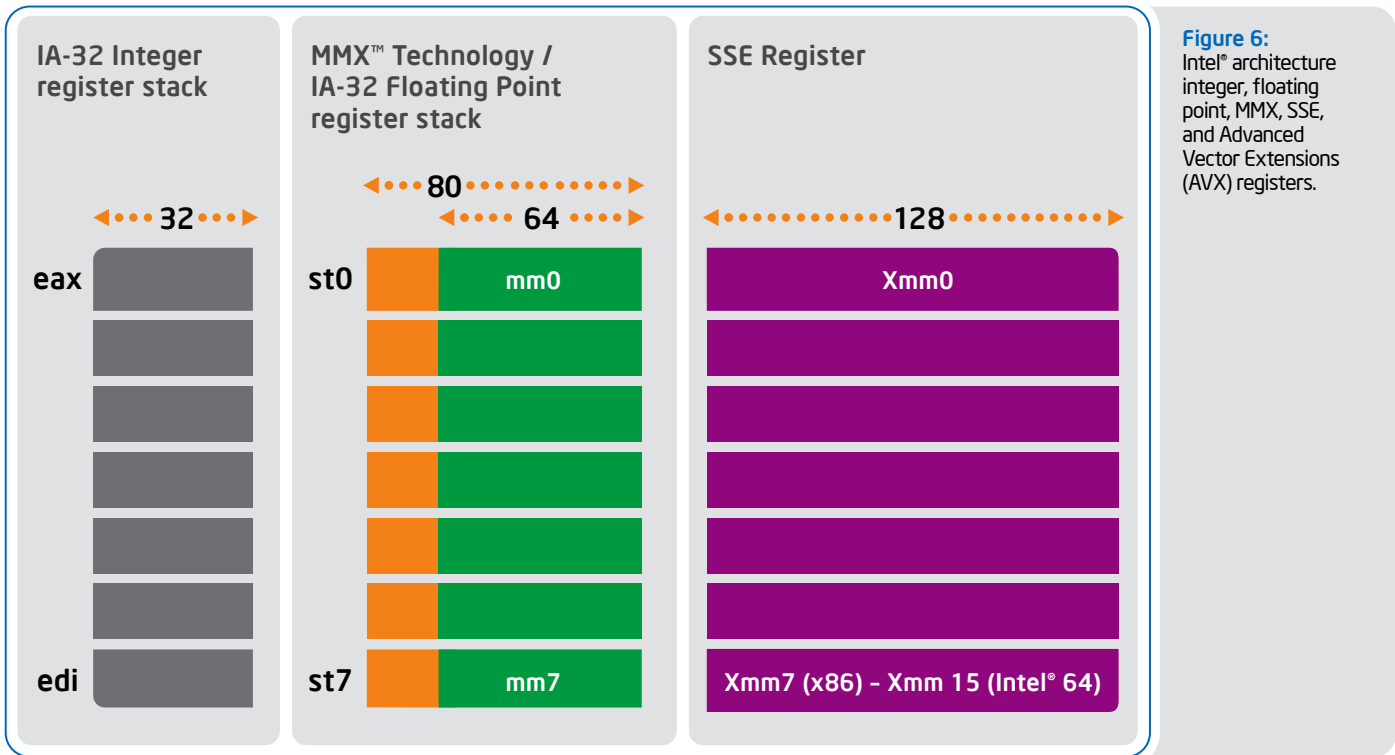 IA-32 Integer
register stack
32
eax
edi
MMX™ Technology /
IA-32 Floating Point
register stack
80
64
st0
mm0
st7
mm7
SSE Register
128
Xmm0
Xmm7 (x86) – Xmm 15 (Intel® 64)
Figure 6:
Intel® architecture
integer, floating
point, MMX, SSE,
and Advanced
Vector Extensions
(AVX) registers.